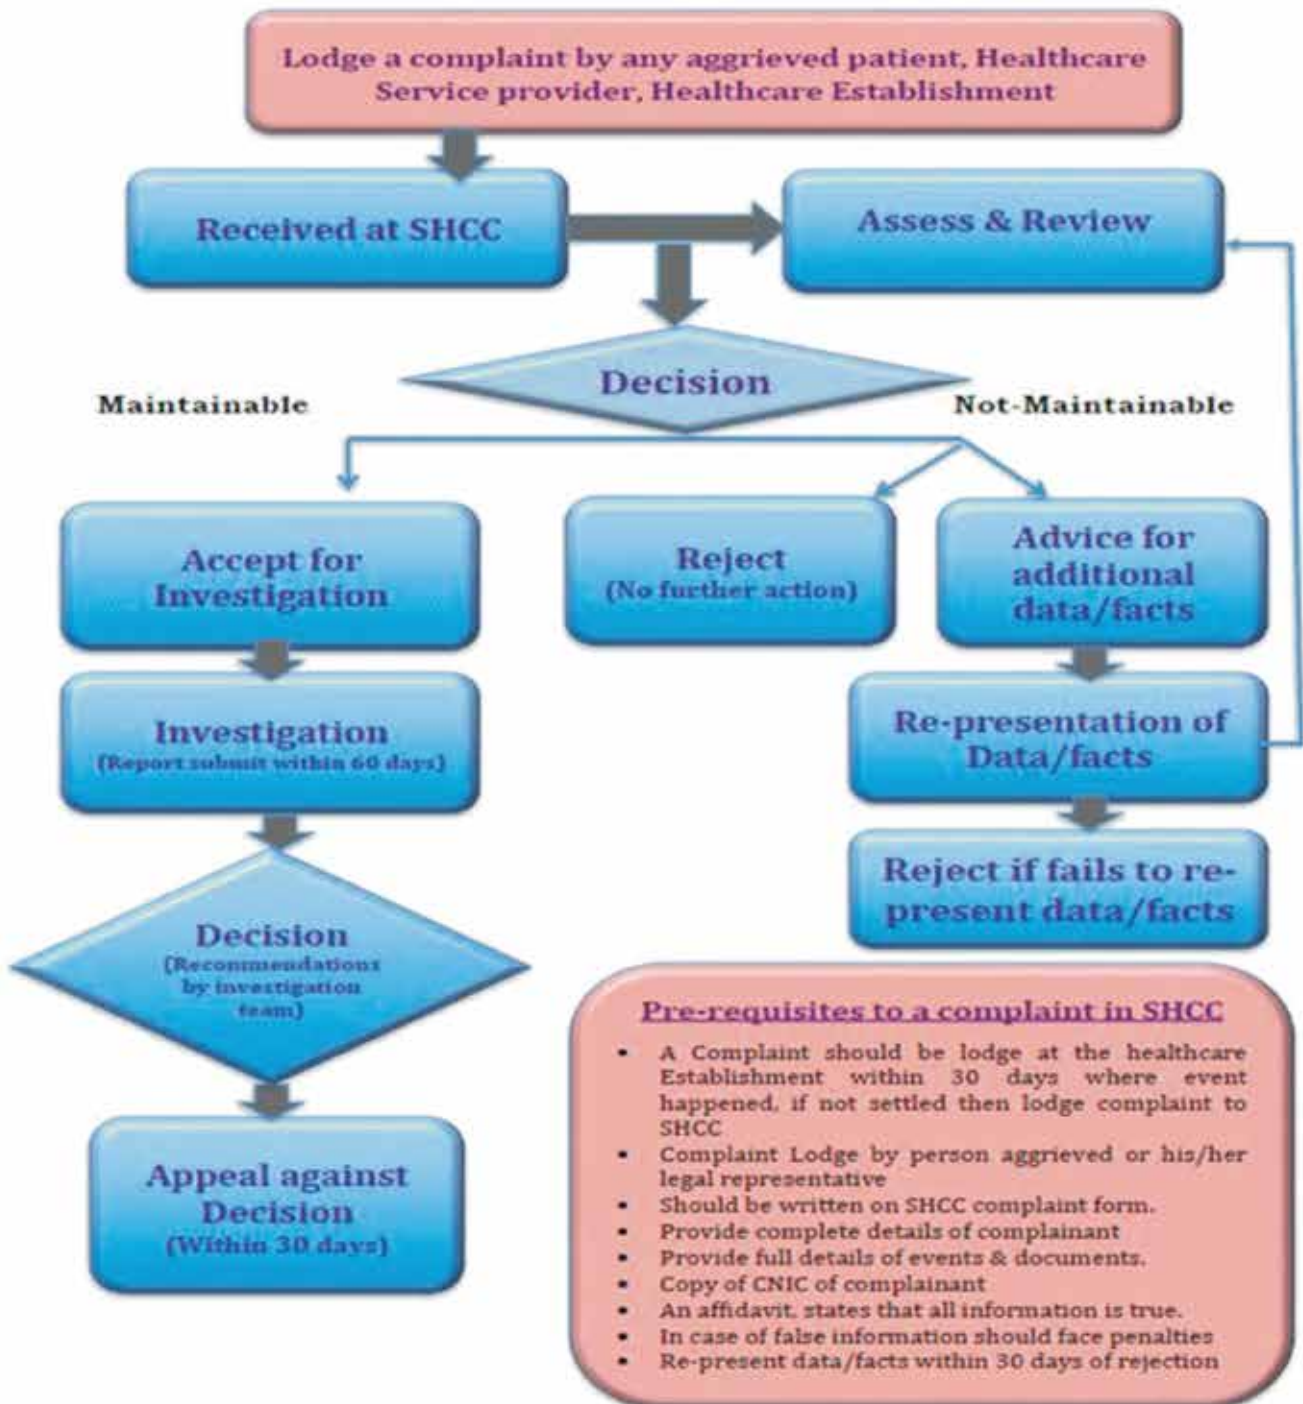 Lodge a complaint by any aggrieved patient, Healthcare
Service provider, Healthcare Establishment
Received at SHCC
Assess & Review
Decision
Maintainable
Not-Maintainable
Accept for
Investigation
Reject
(No further action)
Advice for
additional
data/facts
Investigation
(Report submit within 60 days)
Re-presentation of
Data/facts
Reject if fails to re-
present data/facts
Decision
(Recommendations
by investigation
team)
Appeal against
Decision
(Within 30 days)
Pre-requisites to a complaint in SHCC
• A Complaint should be lodge at the healthcare
Establishment within 30 days where event
happened, if not settled then lodge complaint to
SHCC
• Complaint Lodge by person aggrieved or his/her
legal representative
• Should be written on SHCC complaint form.
• Provide complete details of complainant
• Provide full details of events & documents.
• Copy of CNIC of complainant
• An affidavit, states that all information is true.
• In case of false information should face penalties
• Re-present data/facts within 30 days of rejection